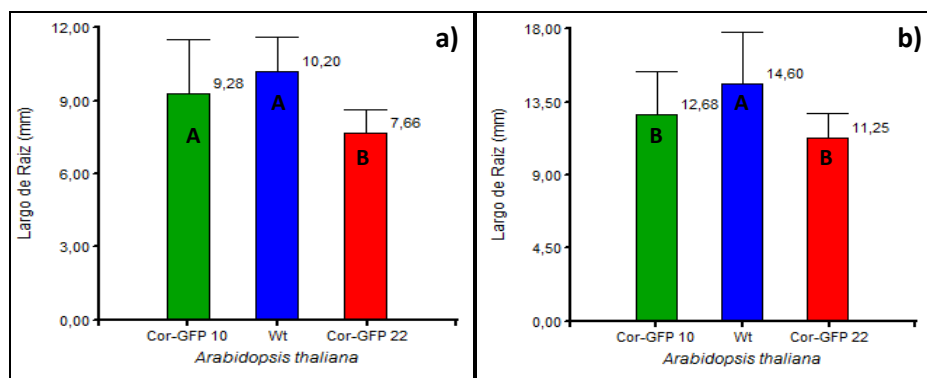 a)
Largo de Raiz (mm)
12,00
9,00
6,00
3,00
0,00
9,28
10,20
7,66
A
A
B
Cor-GFP 10
Wt
Cor-GFP 22
Arabidopsis thaliana
b)
Largo de Raiz (mm)
18,00
13,50
9,00
4,50
0,00
12,68
14,60
11,25
B
A
B
Cor-GFP 10
Wt
Cor-GFP 22
Arabidopsis thaliana